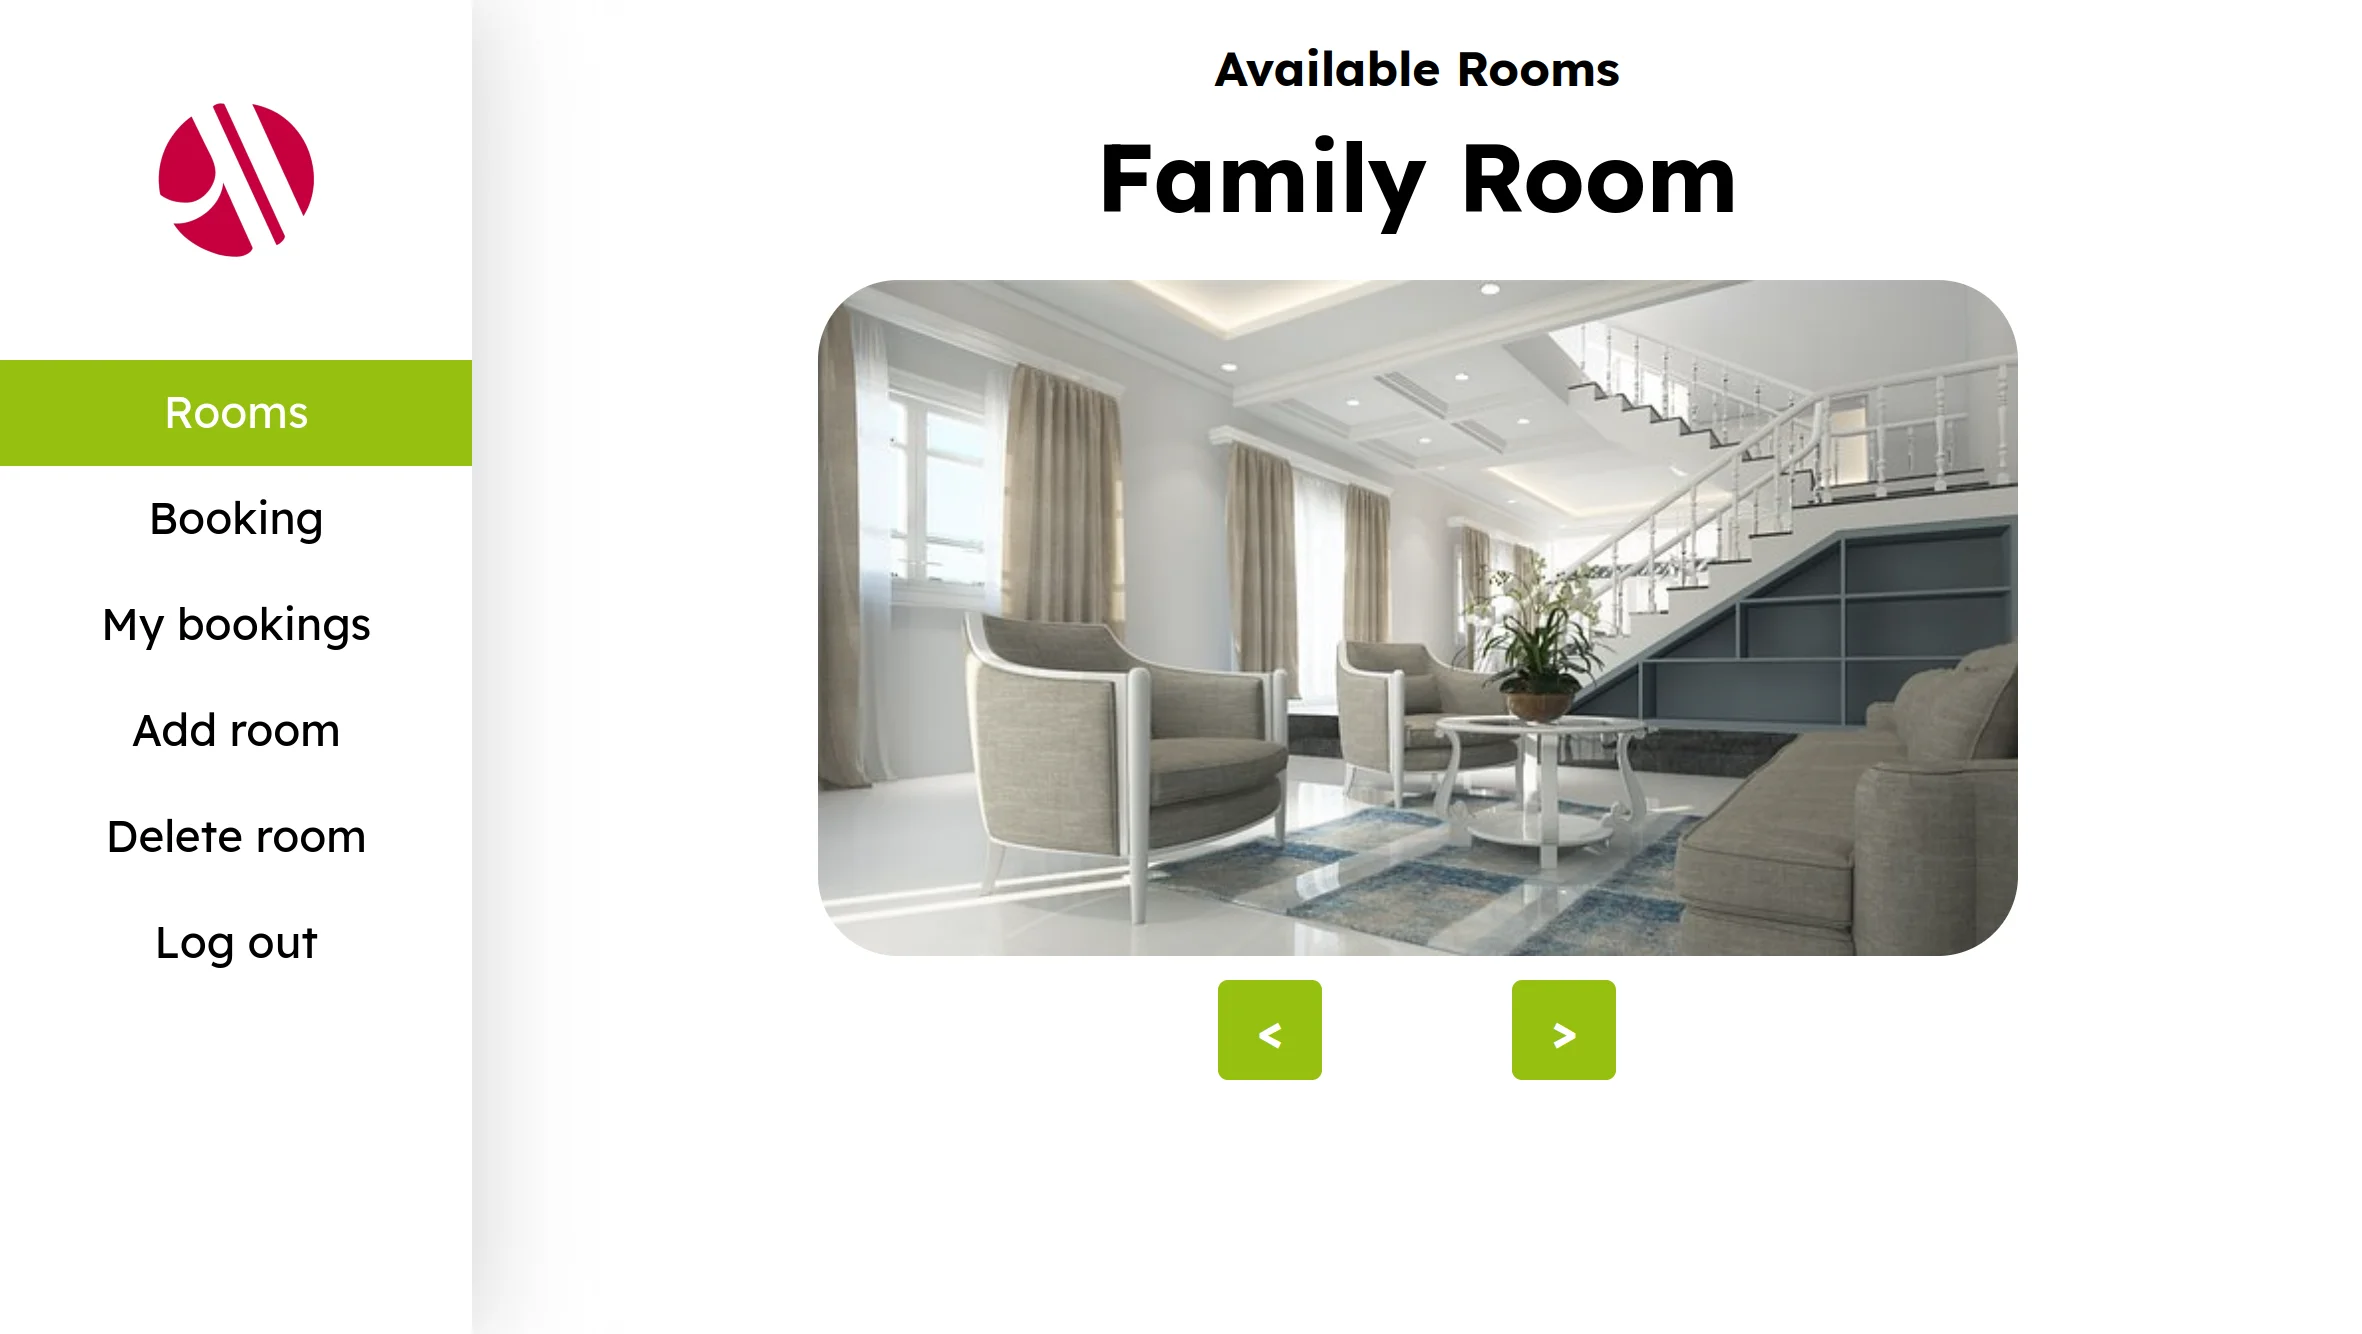 Rooms
Booking
My bookings
Add room
Delete room
Log out
Available Rooms
Family Room
<
>